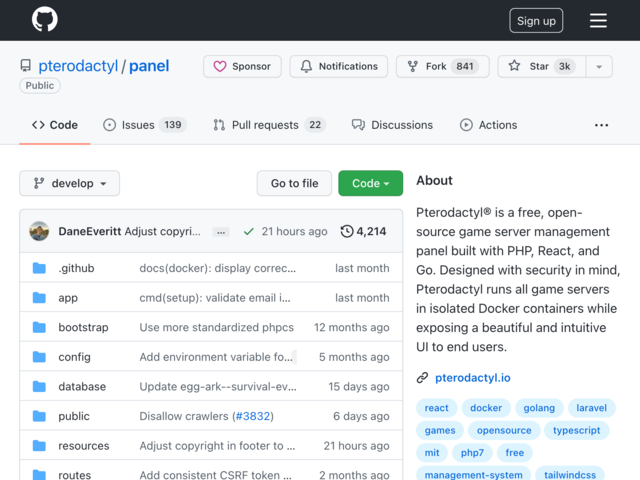 Sign up
pterodactyl / panel
Public
Sponsor
Notifications
Fork 841
Star 3k
Code
Issues 139
Pull requests 22
Discussions
Actions
...
develop
Go to file
Code
DaneEveritt Adjust copyri... ... 21 hours ago 4,214
.github docs(docker): display correc... last month
app cmd(setup): validate email i... last month
bootstrap Use more standardized phpcs 12 months ago
config Add environment variable fo... 5 months ago
database Update egg-ark--survival-ev... 15 days ago
public Disallow crawlers (#3832) 6 days ago
resources Adjust copyright in footer to ... 21 hours ago
routes Add consistent CSRF token ... 2 months ago
About
Pterodactyl® is a free, open-
source game server management
panel built with PHP, React, and
Go. Designed with security in mind,
Pterodactyl runs all game servers
in isolated Docker containers while
exposing a beautiful and intuitive
UI to end users.
pterodactyl.io
react docker golang laravel
games opensource typescript
mit php7 free
management-system tailwindcss